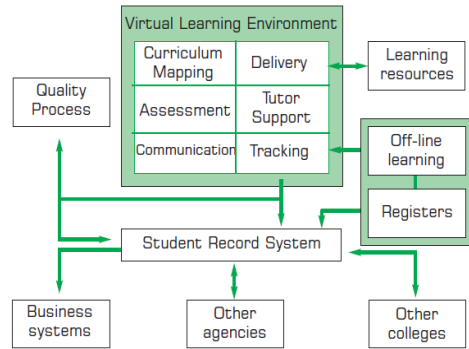 Virtual Learning Environment
Curriculum
Mapping
Delivery
Learning
resources
Quality
Process
Assessment
Tutor
Support
Communication
Tracking
Off-line
learning
Registers
Student Record System
Business
systems
Other
agencies
Other
colleges